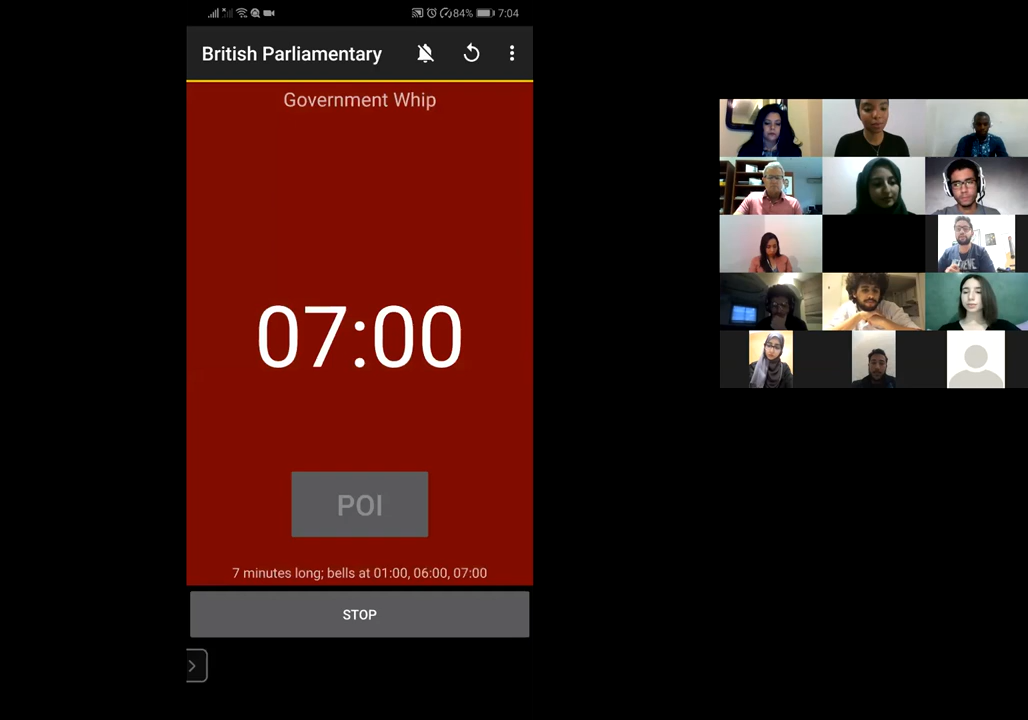 84% 7:04
British Parliamentary
Government Whip
07:00
POI
7 minutes long; bells at 01:00, 06:00, 07:00
STOP